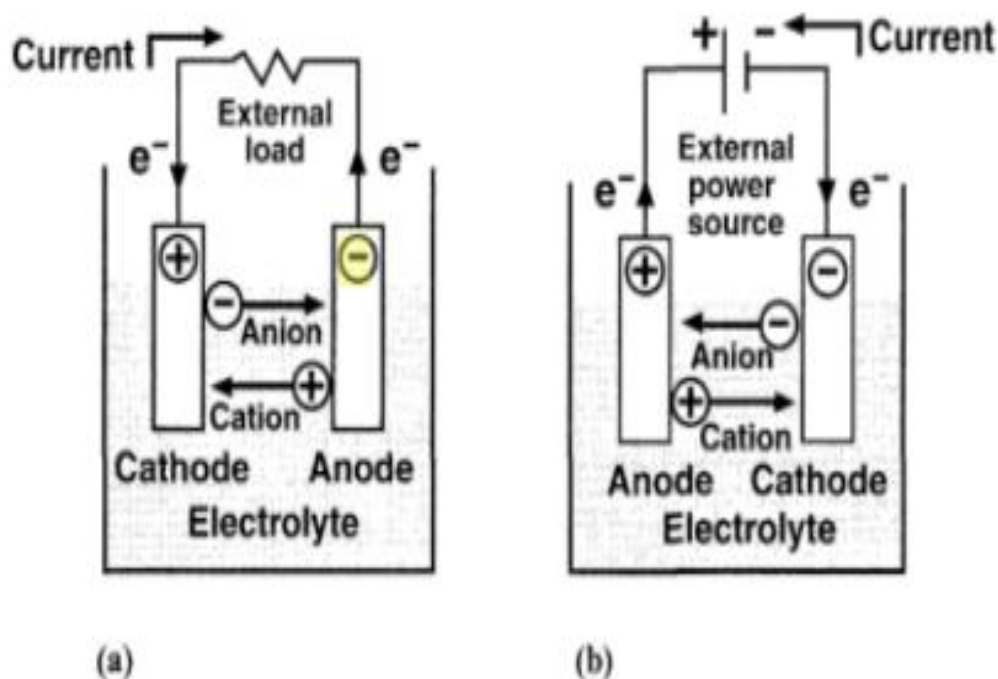 Current
External
load
e⁻
e⁻
+
-
-
Anion
+
Cation
Cathode
Anode
Electrolyte
(a)
+
-
Current
External
power
source
e⁻
e⁻
+
-
-
Anion
+
Cation
Anode
Cathode
Electrolyte
(b)